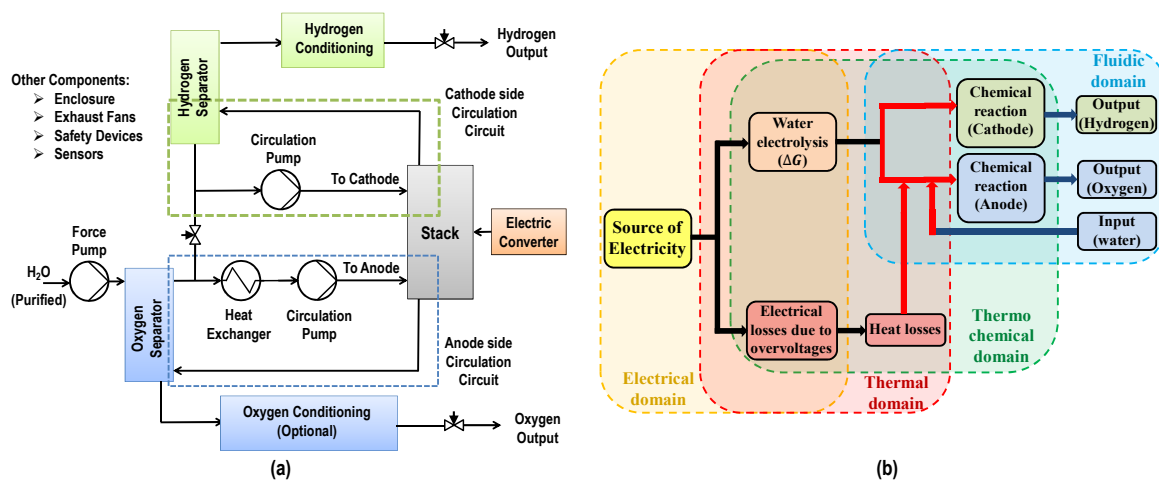 Other Components:
➢ Enclosure
➢ Exhaust Fans
➢ Safety Devices
➢ Sensors
Hydrogen
Separator
Hydrogen
Conditioning
Hydrogen
Output
Cathode side
Circulation
Circuit
Circulation
Pump
To Cathode
Stack
Electric
Converter
Force
Pump
H₂O
(Purified)
Oxygen
Separator
Heat
Exchanger
Circulation
Pump
To Anode
Anode side
Circulation
Circuit
Oxygen Conditioning
(Optional)
Oxygen
Output
(a)
Source of
Electricity
Water
electrolysis
(ΔG)
Electrical
losses due to
overvoltages
Heat losses
Chemical
reaction
(Cathode)
Chemical
reaction
(Anode)
Fluidic
domain
Output
(Hydrogen)
Output
(Oxygen)
Input
(water)
Thermo
chemical
domain
Electrical
domain
Thermal
domain
(b)